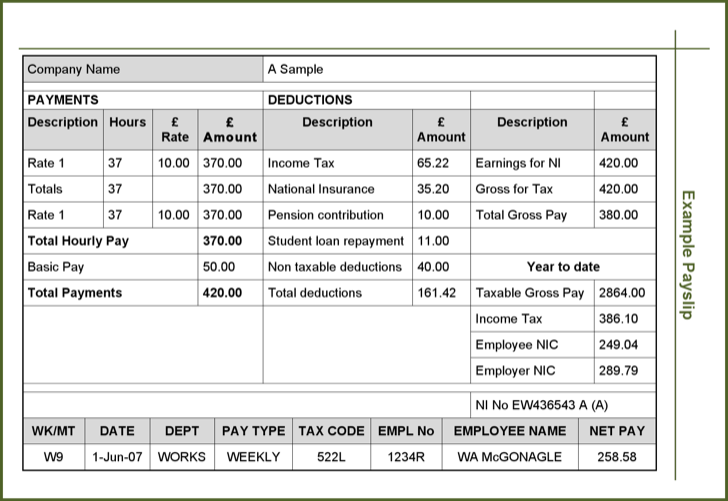 Company Name A Sample
PAYMENTS DEDUCTIONS
Description Hours £ Rate £ Amount Description £ Amount Description £ Amount
Rate 1 37 10.00 370.00 Income Tax 65.22 Earnings for NI 420.00
Totals 37 370.00 National Insurance 35.20 Gross for Tax 420.00
Rate 1 37 10.00 370.00 Pension contribution 10.00 Total Gross Pay 380.00
Total Hourly Pay 370.00 Student loan repayment 11.00
Basic Pay 50.00 Non taxable deductions 40.00 Year to date
Total Payments 420.00 Total deductions 161.42 Taxable Gross Pay 2864.00
Income Tax 386.10
Employee NIC 249.04
Employer NIC 289.79
NI No EW436543 A (A)
WK/MT DATE DEPT PAY TYPE TAX CODE EMPL No EMPLOYEE NAME NET PAY
W9 1-Jun-07 WORKS WEEKLY 522L 1234R WA McGONAGLE 258.58
Example Payslip